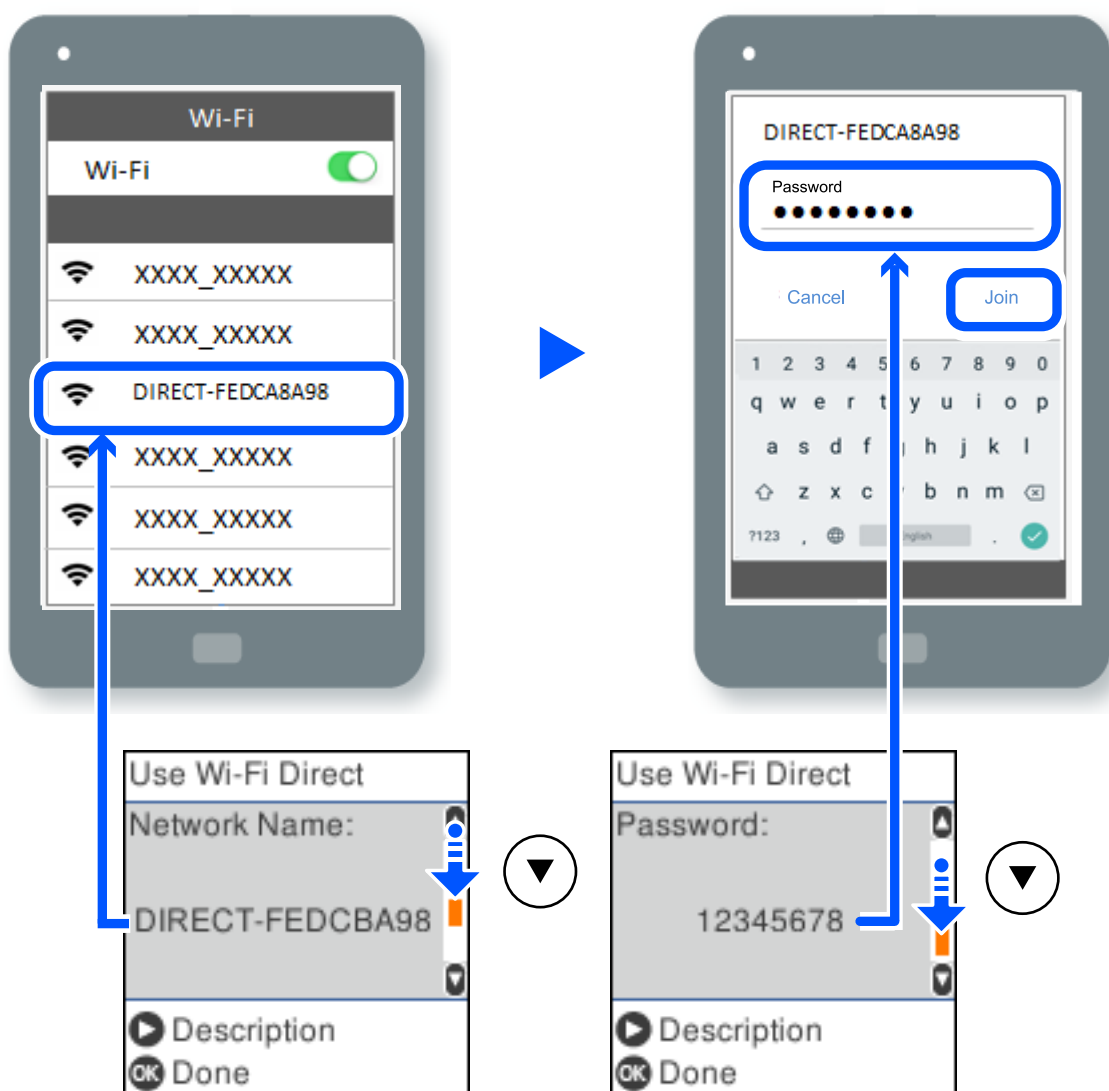 Wi-Fi
Wi-Fi
XXXX_XXXXX
XXXX_XXXXX
DIRECT-FEDCA8A98
XXXX_XXXXX
XXXX_XXXXX
XXXX_XXXXX
DIRECT-FEDCA8A98
Password
Cancel Join
1 2 3 4 5 6 7 8 9 0
q w e r t y u i o p
a s d f h j k l
z x c b n m
?123 , .
Use Wi-Fi Direct
Network Name:
DIRECT-FEDCBA98
Description
OK Done
Use Wi-Fi Direct
Password:
12345678
Description
OK Done